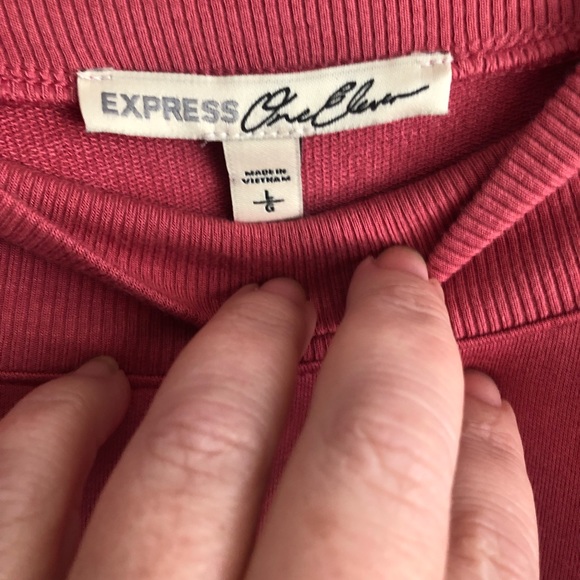 EXPRESS One Eleven
MADE IN
VIETNAM
L
G